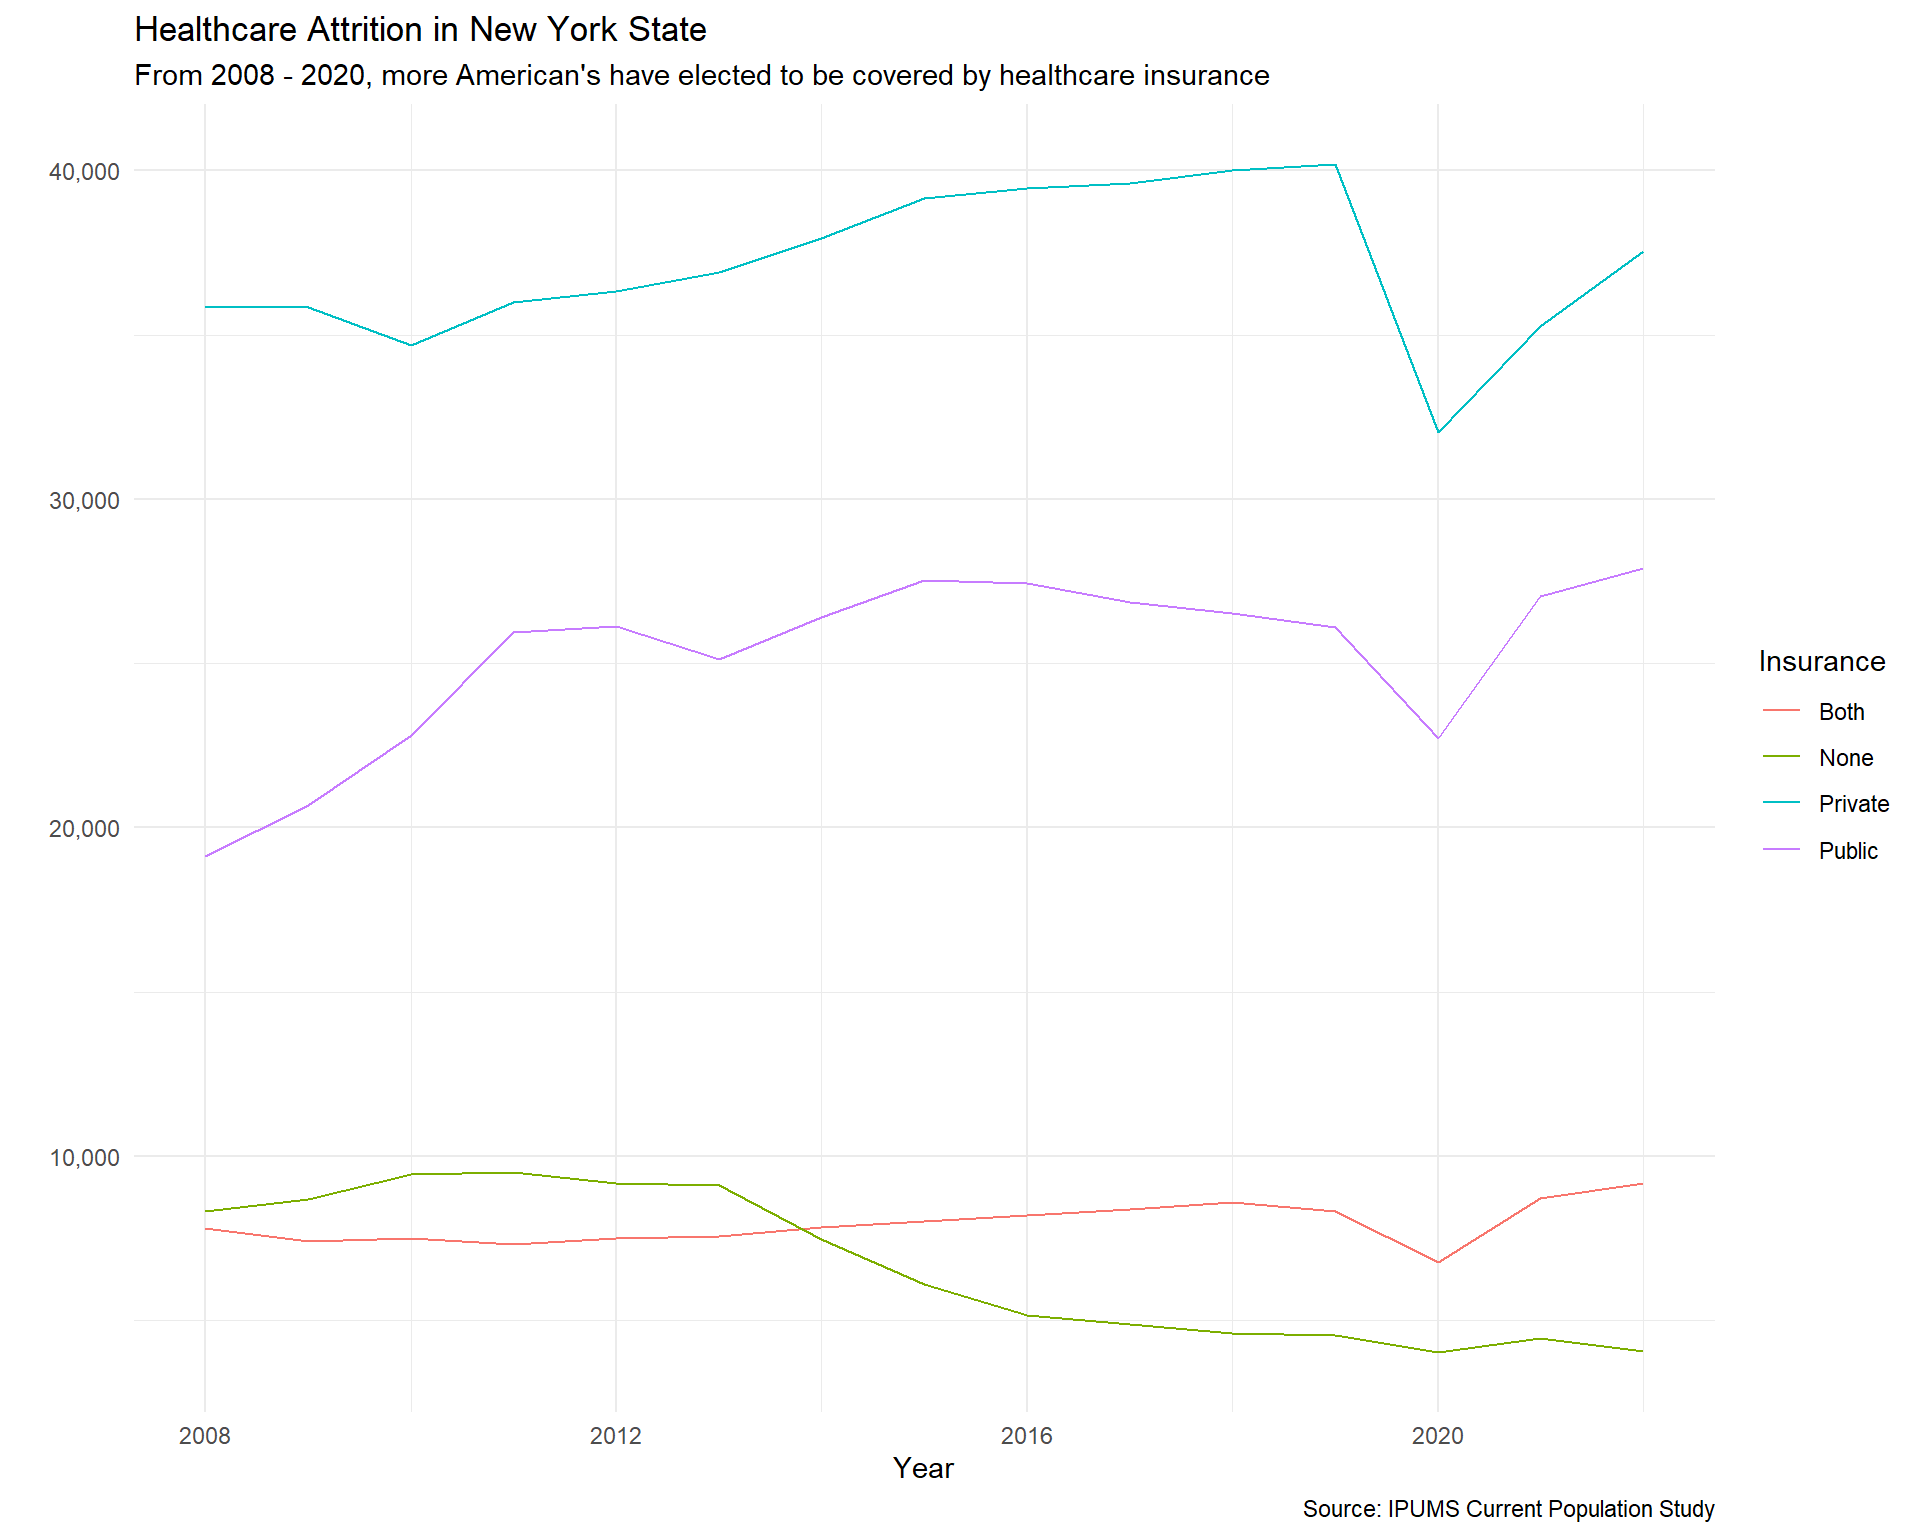 Healthcare Attrition in New York State
From 2008 - 2020, more American's have elected to be covered by healthcare insurance
40,000
30,000
20,000
10,000
2008
2012
2016
2020
Year
Insurance
Both
None
Private
Public
Source: IPUMS Current Population Study